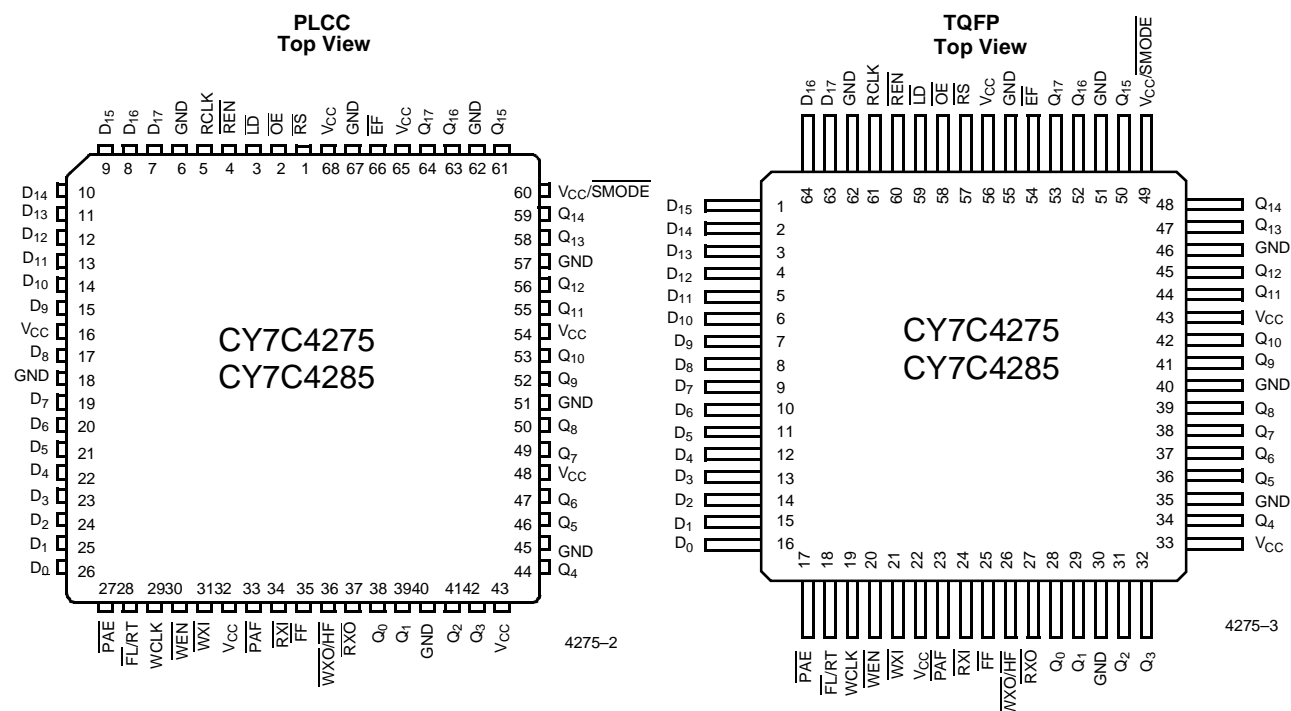 PLCC
Top View
D15 D16 D17 GND RCLK REN LD OE RS VCC GND EF VCC Q17 Q16 GND Q15
9 8 7 6 5 4 3 2 1 68 67 66 65 64 63 62 61
D14 10
D13 11
D12 12
D11 13
D10 14
D9 15
VCC 16
D8 17
GND 18
D7 19
D6 20
D5 21
D4 22
D3 23
D2 24
D1 25
D0 26
CY7C4275
CY7C4285
60 VCC/SMODE
59 Q14
58 Q13
57 GND
56 Q12
55 Q11
54 VCC
53 Q10
52 Q9
51 GND
50 Q8
49 Q7
48 VCC
47 Q6
46 Q5
45 GND
44 Q4
27 28 29 30 31 32 33 34 35 36 37 38 39 40 41 42 43
PAE FL/RT WCLK WEN WXI VCC PAF RXI FF WXO/HF RXO Q0 Q1 GND Q2 Q3 VCC
4275–2
TQFP
Top View
D16 D17 GND RCLK REN LD OE RS VCC GND EF Q17 Q16 GND Q15 VCC/SMODE
64 63 62 61 60 59 58 57 56 55 54 53 52 51 50 49
D15 1
D14 2
D13 3
D12 4
D11 5
D10 6
D9 7
D8 8
D7 9
D6 10
D5 11
D4 12
D3 13
D2 14
D1 15
D0 16
CY7C4275
CY7C4285
48 Q14
47 Q13
46 GND
45 Q12
44 Q11
43 VCC
42 Q10
41 Q9
40 GND
39 Q8
38 Q7
37 Q6
36 Q5
35 GND
34 Q4
33 VCC
17 18 19 20 21 22 23 24 25 26 27 28 29 30 31 32
PAE FL/RT WCLK WEN WXI VCC PAF RXI FF WXO/HF RXO Q0 Q1 GND Q2 Q3
4275–3